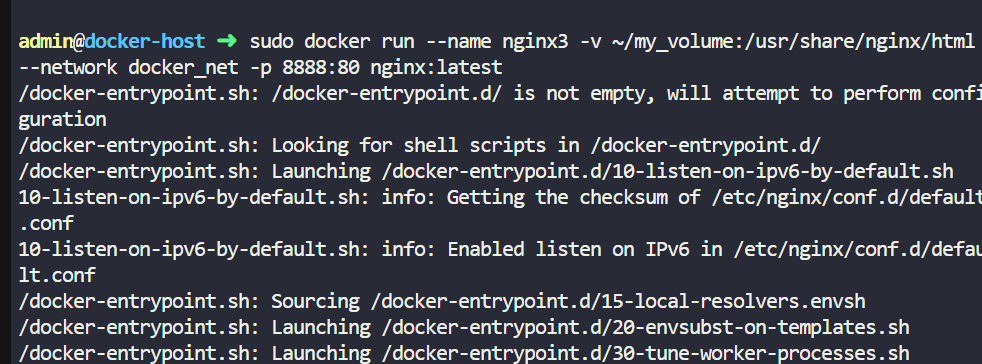 admin@docker-host ➜ sudo docker run --name nginx3 -v ~/my_volume:/usr/share/nginx/html
--network docker_net -p 8888:80 nginx:latest
/docker-entrypoint.sh: /docker-entrypoint.d/ is not empty, will attempt to perform confi
guration
/docker-entrypoint.sh: Looking for shell scripts in /docker-entrypoint.d/
/docker-entrypoint.sh: Launching /docker-entrypoint.d/10-listen-on-ipv6-by-default.sh
10-listen-on-ipv6-by-default.sh: info: Getting the checksum of /etc/nginx/conf.d/default
.conf
10-listen-on-ipv6-by-default.sh: info: Enabled listen on IPv6 in /etc/nginx/conf.d/defau
lt.conf
/docker-entrypoint.sh: Sourcing /docker-entrypoint.d/15-local-resolvers.envsh
/docker-entrypoint.sh: Launching /docker-entrypoint.d/20-envsubst-on-templates.sh
/docker-entrypoint.sh: Launching /docker-entrypoint.d/30-tune-worker-processes.sh